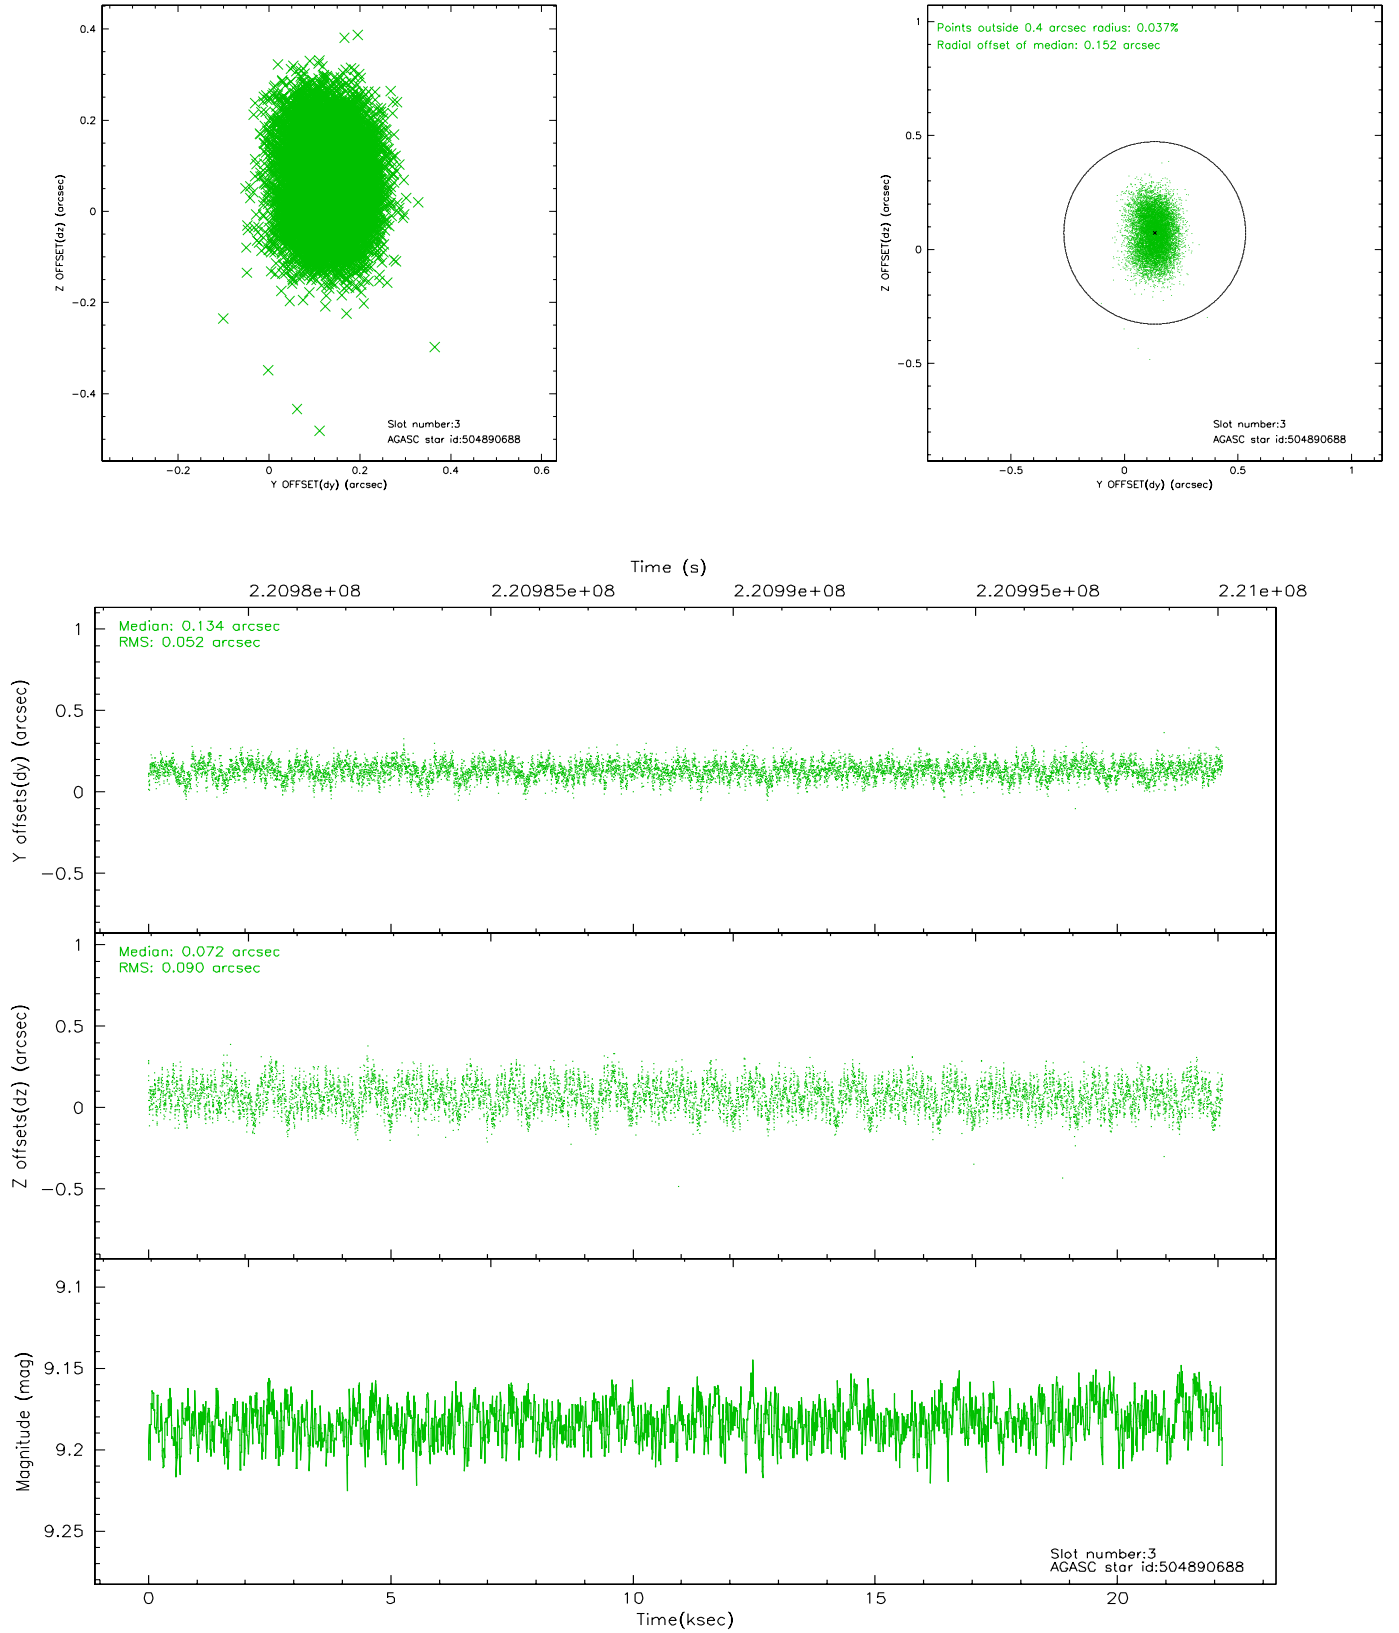 0.4
0.2
0
−0.2
−0.4
Z OFFSET(dz) (arcsec)
Slot number:3
AGASC star id:504890688
−0.2 0 0.2 0.4 0.6
Y OFFSET(dy) (arcsec)
Points outside 0.4 arcsec radius: 0.037%
Radial offset of median: 0.152 arcsec
1
0.5
0
−0.5
Z OFFSET(dz) (arcsec)
Slot number:3
AGASC star id:504890688
−0.5 0 0.5 1
Y OFFSET(dy) (arcsec)
Time (s)
2.2098e+08 2.20985e+08 2.2099e+08 2.20995e+08 2.21e+08
Median: 0.134 arcsec
RMS: 0.052 arcsec
1
0.5
0
−0.5
Y offsets(dy) (arcsec)
Median: 0.072 arcsec
RMS: 0.090 arcsec
1
0.5
0
−0.5
Z offsets(dz) (arcsec)
9.1
9.15
9.2
9.25
Magnitude (mag)
Slot number:3
AGASC star id:504890688
0 5 10 15 20
Time(ksec)